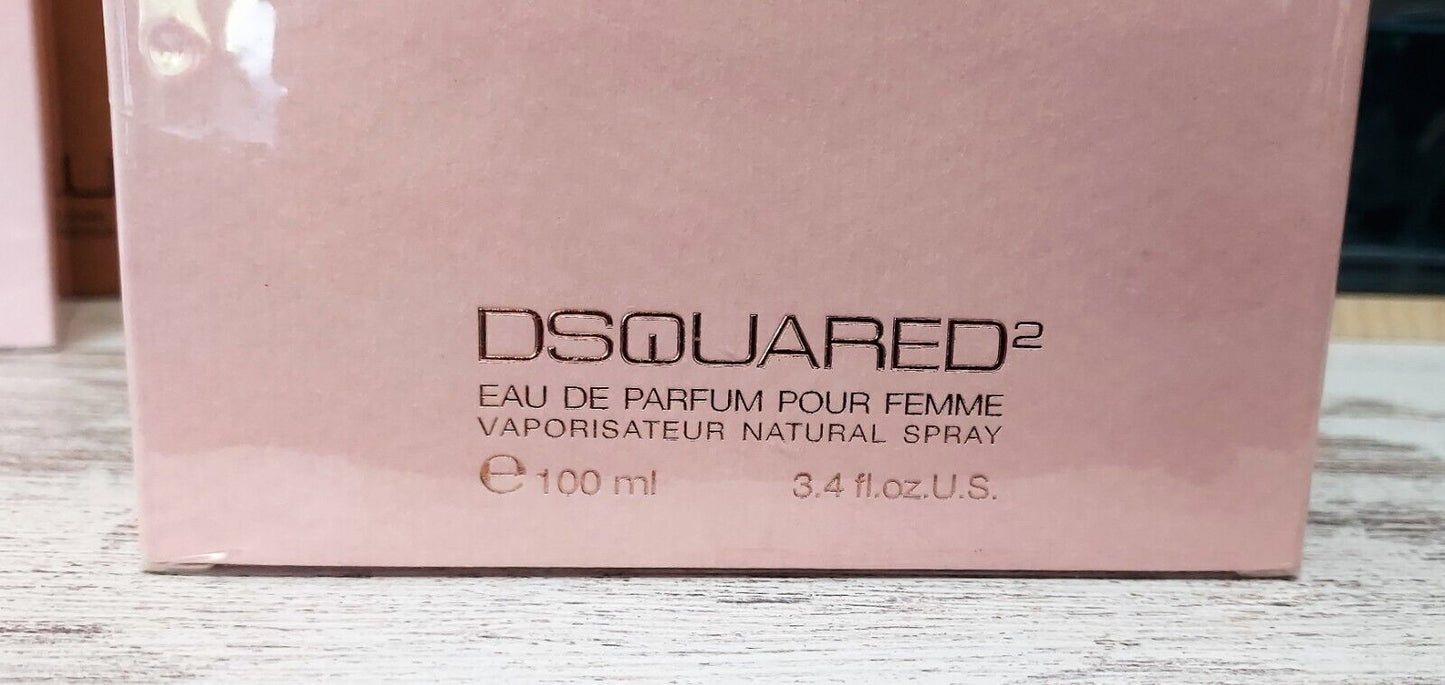 DSQUARED²
EAU DE PARFUM POUR FEMME
VAPORISATEUR NATURAL SPRAY
℮ 100 ml 3.4 fl.oz.U.S.